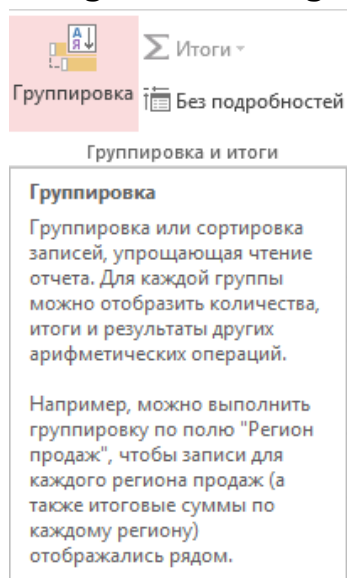 А
Я
Итоги
Группировка
Без подробностей
Группировка и итоги
Группировка
Группировка или сортировка
записей, упрощающая чтение
отчета. Для каждой группы
можно отобразить количества,
итоги и результаты других
арифметических операций.
Например, можно выполнить
группировку по полю "Регион
продаж", чтобы записи для
каждого региона продаж (а
также итоговые суммы по
каждому региону)
отображались рядом.